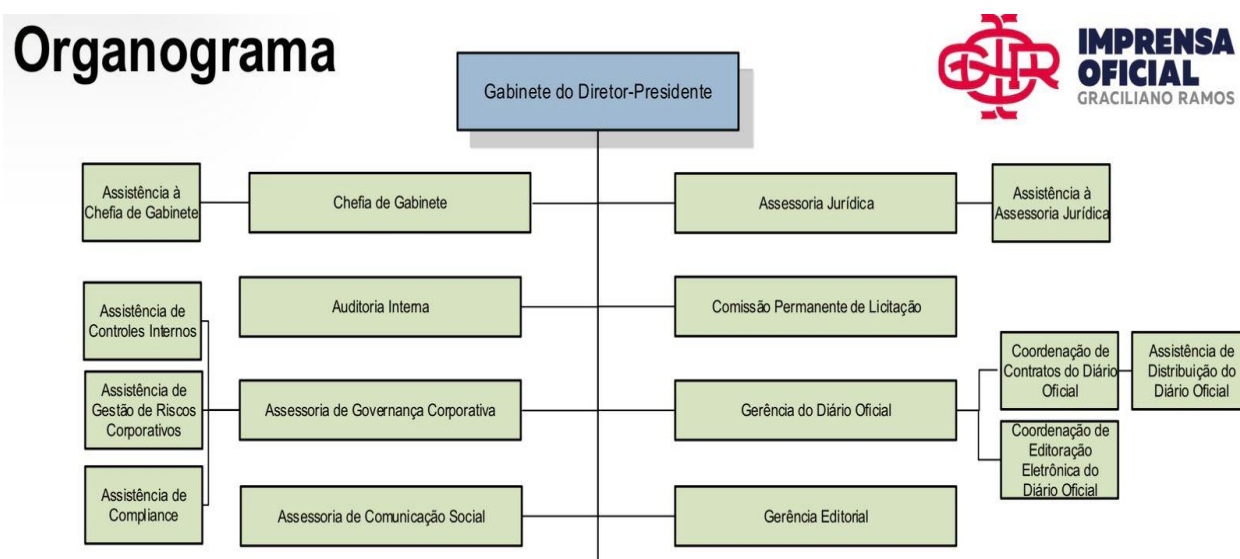 Organograma
IMPRENSA
OFICIAL
GRACILIANO RAMOS
Gabinete do Diretor-Presidente
Assistência à
Chefia de Gabinete
Chefia de Gabinete
Assessoria Jurídica
Assistência à
Assessoria Jurídica
Assistência de
Controles Internos
Auditoria Interna
Comissão Permanente de Licitação
Coordenação de
Contratos do Diário
Oficial
Assistência de
Distribuição do
Diário Oficial
Assistência de
Gestão de Riscos
Corporativos
Assessoria de Governança Corporativa
Gerência do Diário Oficial
Coordenação de
Editoração
Eletrônica do
Diário Oficial
Assistência de
Compliance
Assessoria de Comunicação Social
Gerência Editorial